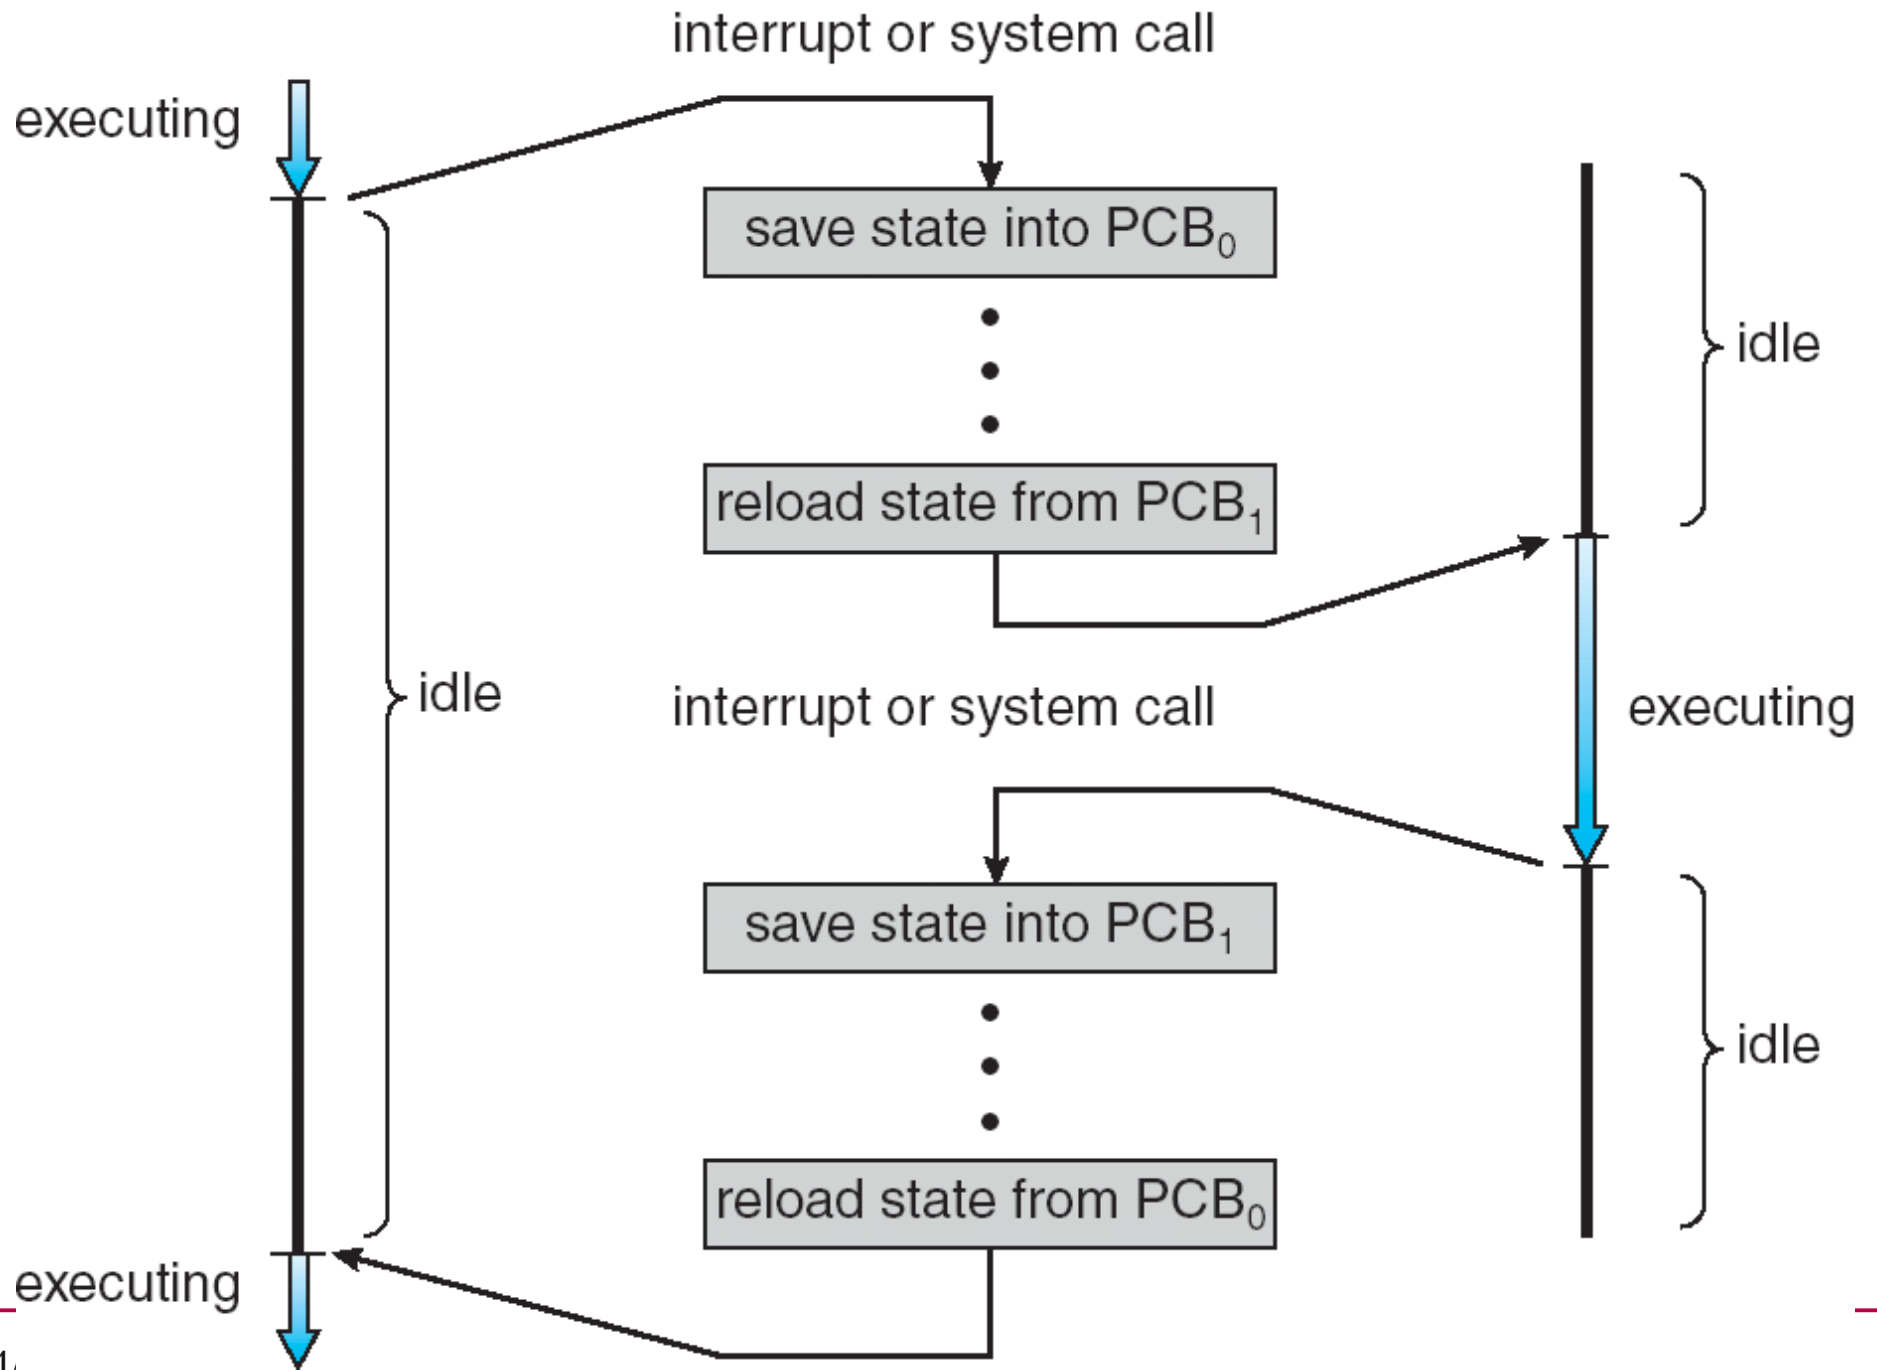 interrupt or system call
executing
save state into PCB₀
idle
reload state from PCB₁
idle
interrupt or system call
executing
save state into PCB₁
idle
reload state from PCB₀
executing